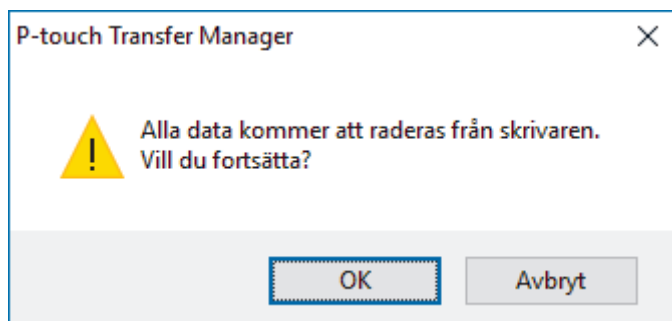 P-touch Transfer Manager
Alla data kommer att raderas från skrivaren.
Vill du fortsätta?
OK
Avbryt